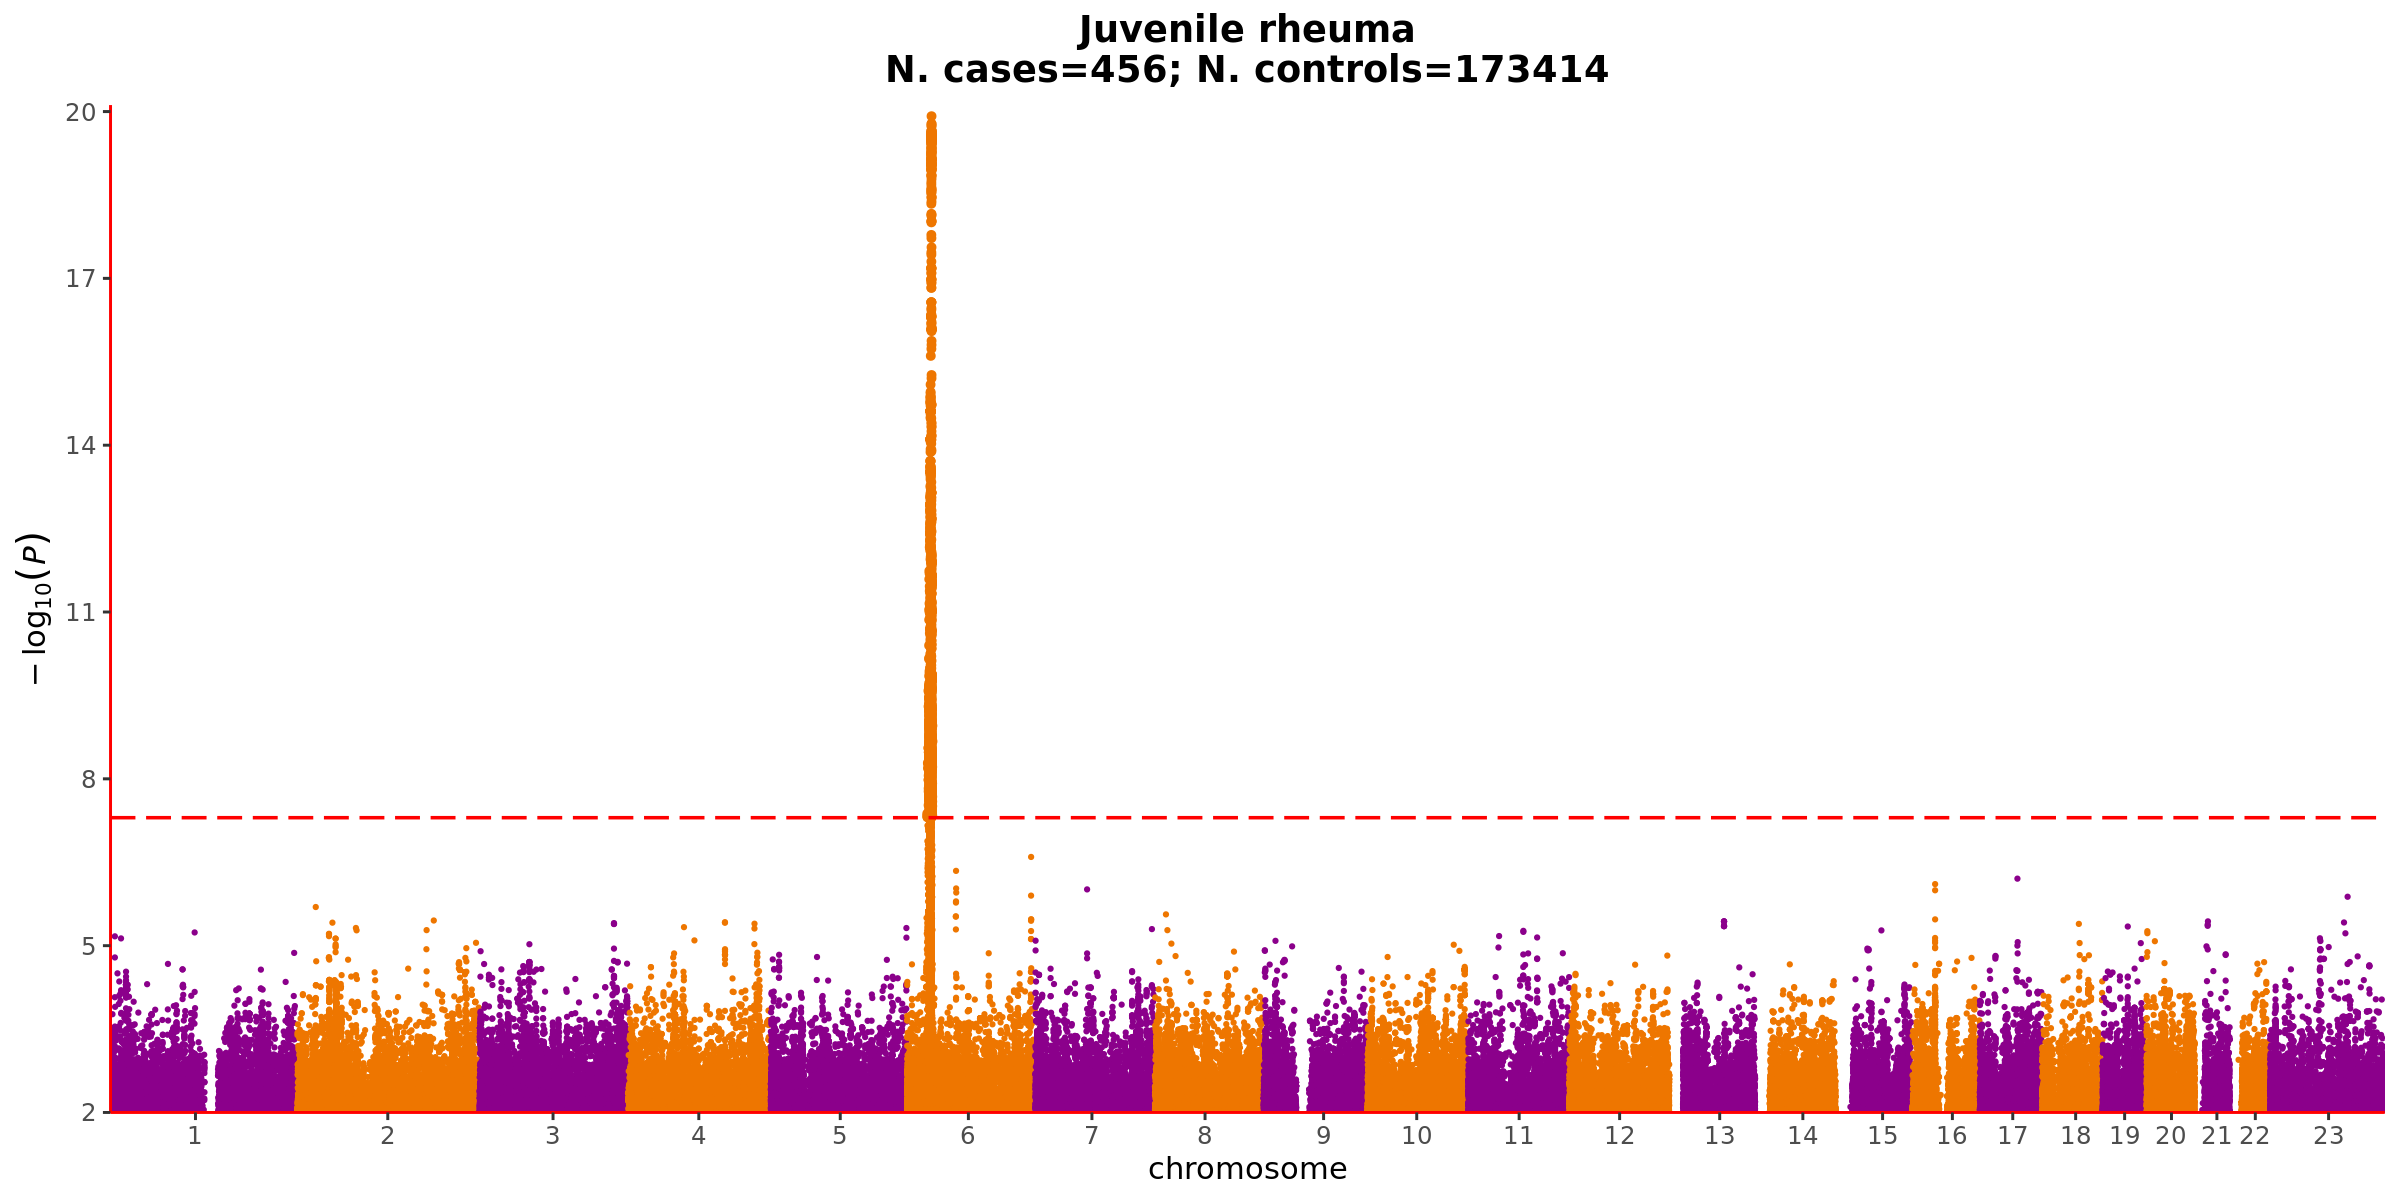 Juvenile rheuma
N. cases=456; N. controls=173414
20
17
14
11
8
5
2
−log10(P)
1 2 3 4 5 6 7 8 9 10 11 12 13 14 15 16 17 18 19 20 21 22 23
chromosome